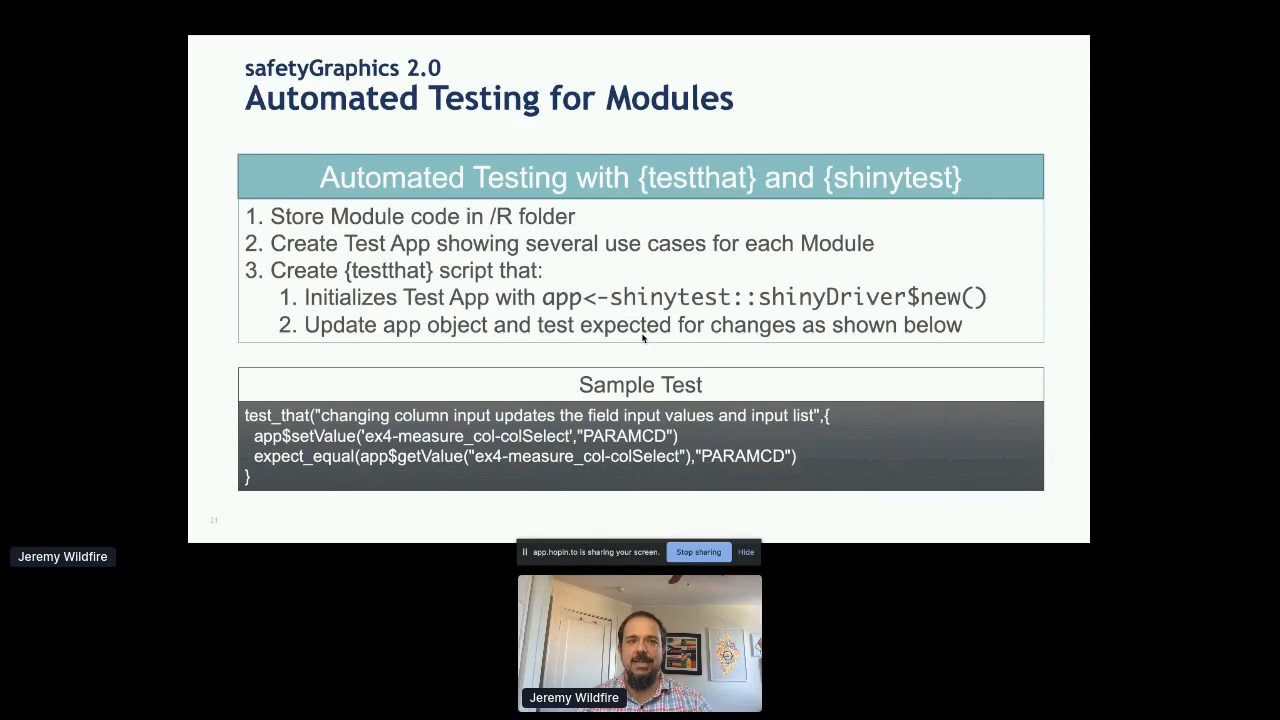 safetyGraphics 2.0
Automated Testing for Modules
Automated Testing with {testthat} and {shinytest}
1. Store Module code in /R folder
2. Create Test App showing several use cases for each Module
3. Create {testthat} script that:
1. Initializes Test App with app<-shinytest::shinyDriver$new()
2. Update app object and test expected for changes as shown below
Sample Test
test_that("changing column input updates the field input values and input list",{
app$setValue('ex4-measure_col-colSelect',"PARAMCD")
expect_equal(app$getValue("ex4-measure_col-colSelect"),"PARAMCD")
}
21
Jeremy Wildfire
app.hopin.to is sharing your screen. Stop sharing Hide
Jeremy Wildfire